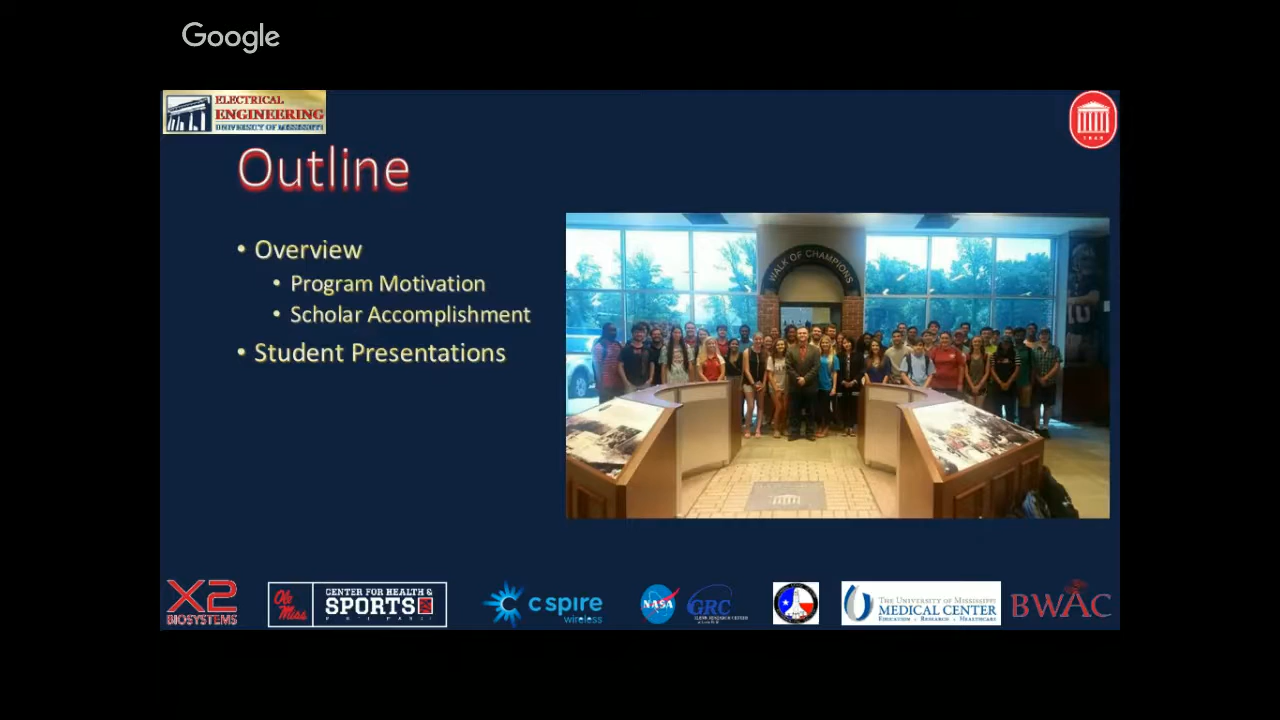 Google
ELECTRICAL
ENGINEERING
UNIVERSITY OF MISSISSIPPI
Outline
• Overview
• Program Motivation
• Scholar Accomplishment
• Student Presentations
WALK OF CHAMPIONS
10
X2
BIOSYSTEMS
Ole
Miss
CENTER FOR HEALTH &
SPORTS
C spire
wireless
NASA
GRC
THE UNIVERSITY OF MISSISSIPPI
MEDICAL CENTER
EDUCATION • RESEARCH • HEALTHCARE
BWAC